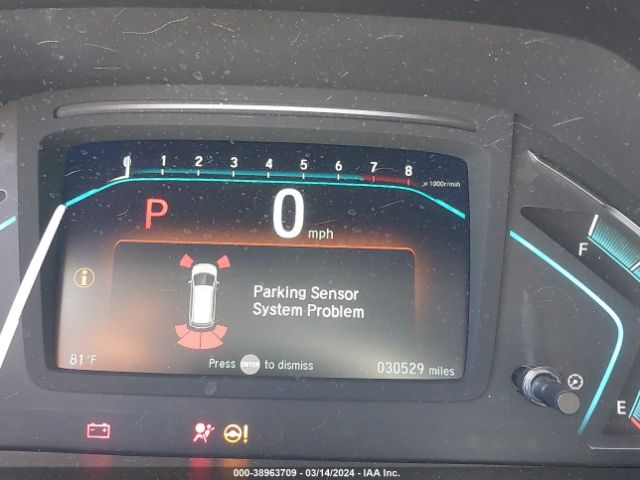 0 1 2 3 4 5 6 7 8
x1000r/min
P 0 mph
F
i
Parking Sensor
System Problem
81°F
Press ENTER to dismiss
030529 miles
E
!
000-38963709 - 03/14/2024 - IAA Inc.